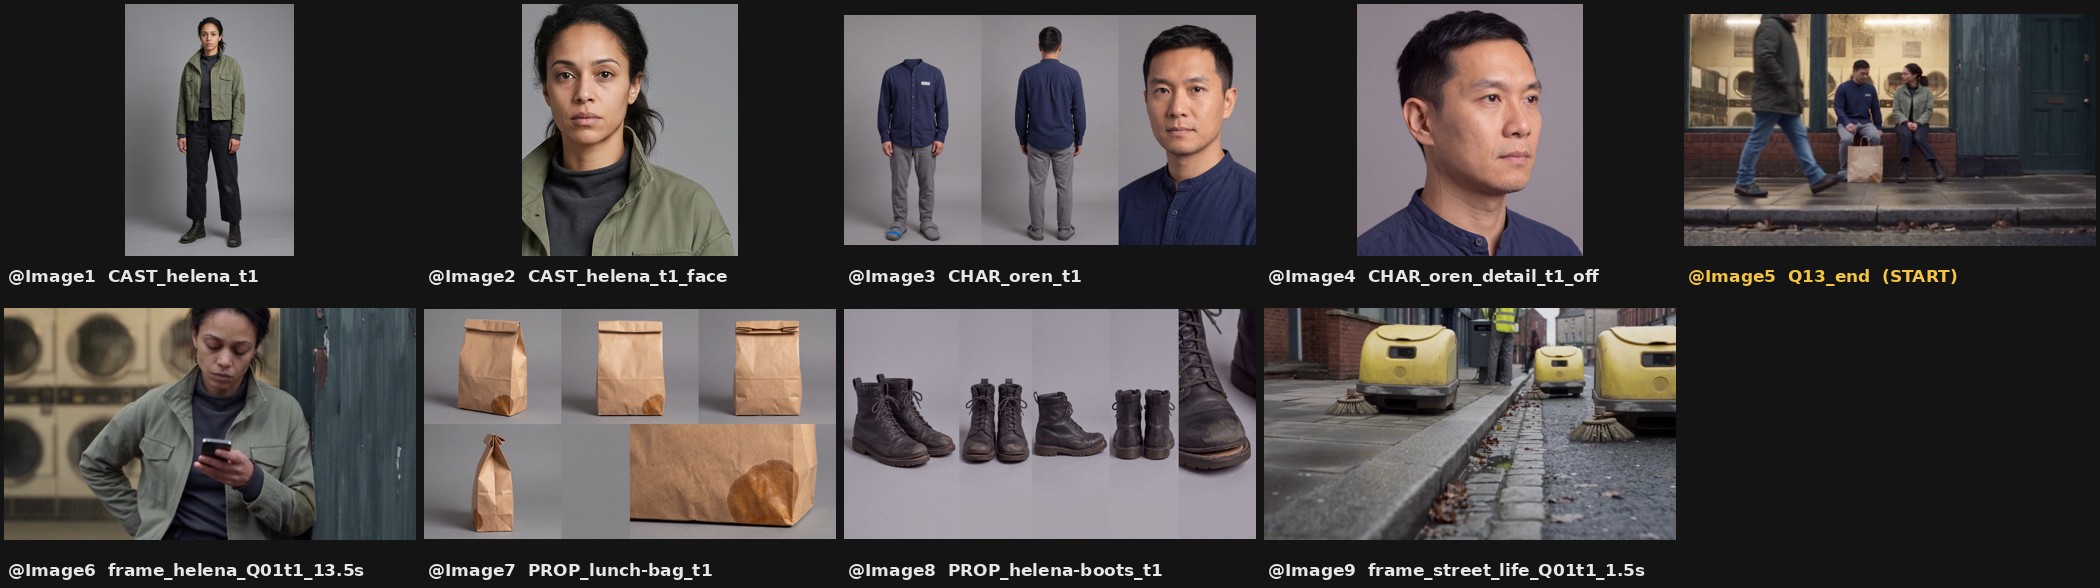 @Image1 CAST_helena_t1
@Image2 CAST_helena_t1_face
@Image3 CHAR_oren_t1
@Image4 CHAR_oren_detail_t1_off
@Image5 Q13_end (START)
@Image6 frame_helena_Q01t1_13.5s
@Image7 PROP_lunch-bag_t1
@Image8 PROP_helena-boots_t1
@Image9 frame_street_life_Q01t1_1.5s